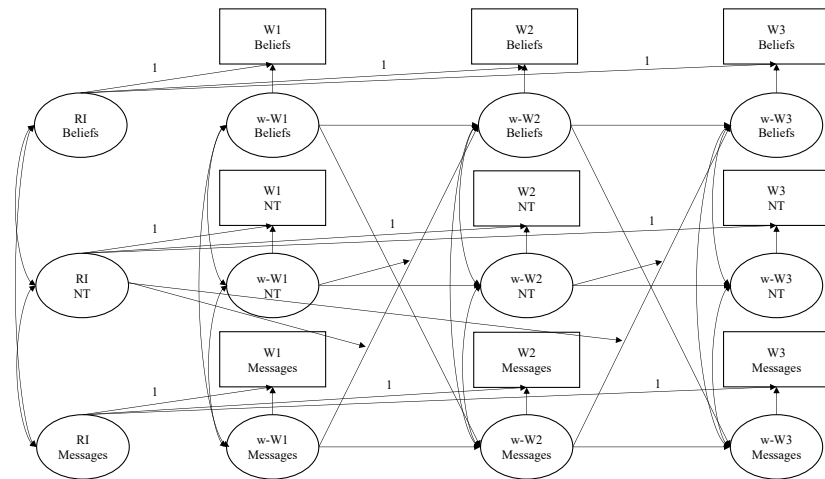 W1
Beliefs
W2
Beliefs
W3
Beliefs
1
1
1
RI
Beliefs
w-W1
Beliefs
w-W2
Beliefs
w-W3
Beliefs
W1
NT
W2
NT
W3
NT
1
1
1
RI
NT
w-W1
NT
w-W2
NT
w-W3
NT
W1
Messages
W2
Messages
W3
Messages
1
1
1
RI
Messages
w-W1
Messages
w-W2
Messages
w-W3
Messages